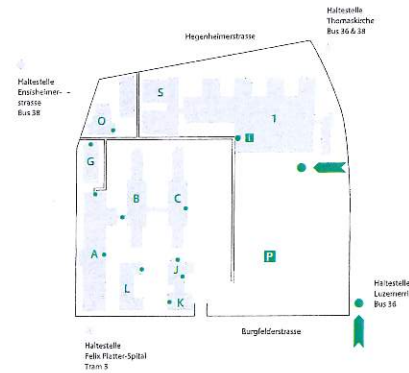 Haltestelle
Thomaskirche
Bus 36 & 38
Hegenheimerstrasse
Haltestelle
Ensisheimer-
strasse
Bus 38
S
1
O
i
G
B
C
A
P
J
L
K
Haltestelle
Luzernerri
Bus 36
Burgfelderstrasse
Haltestelle
Felix Platter-Spital
Tram 3